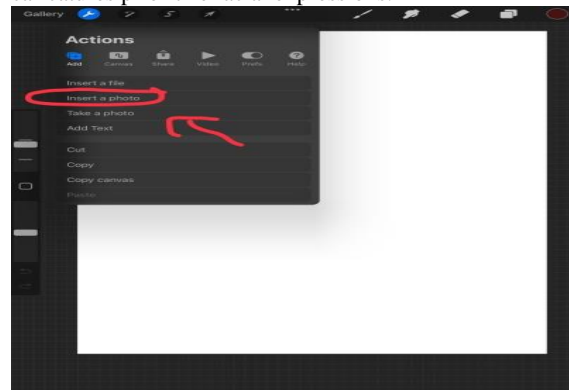 Gallery
Actions
Add Canvas Share Video Prefs Help
Insert a file
Insert a photo
Take a photo
Add Text
Cut
Copy
Copy canvas
Paste